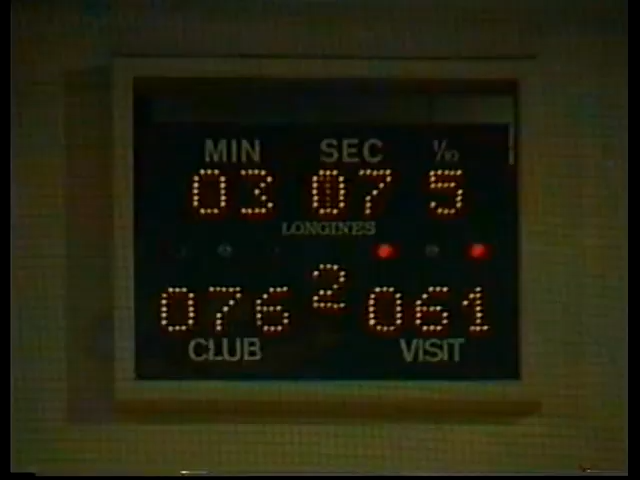 MIN SEC 1/10
03 07 5
LONGINES
2
076 061
CLUB VISIT